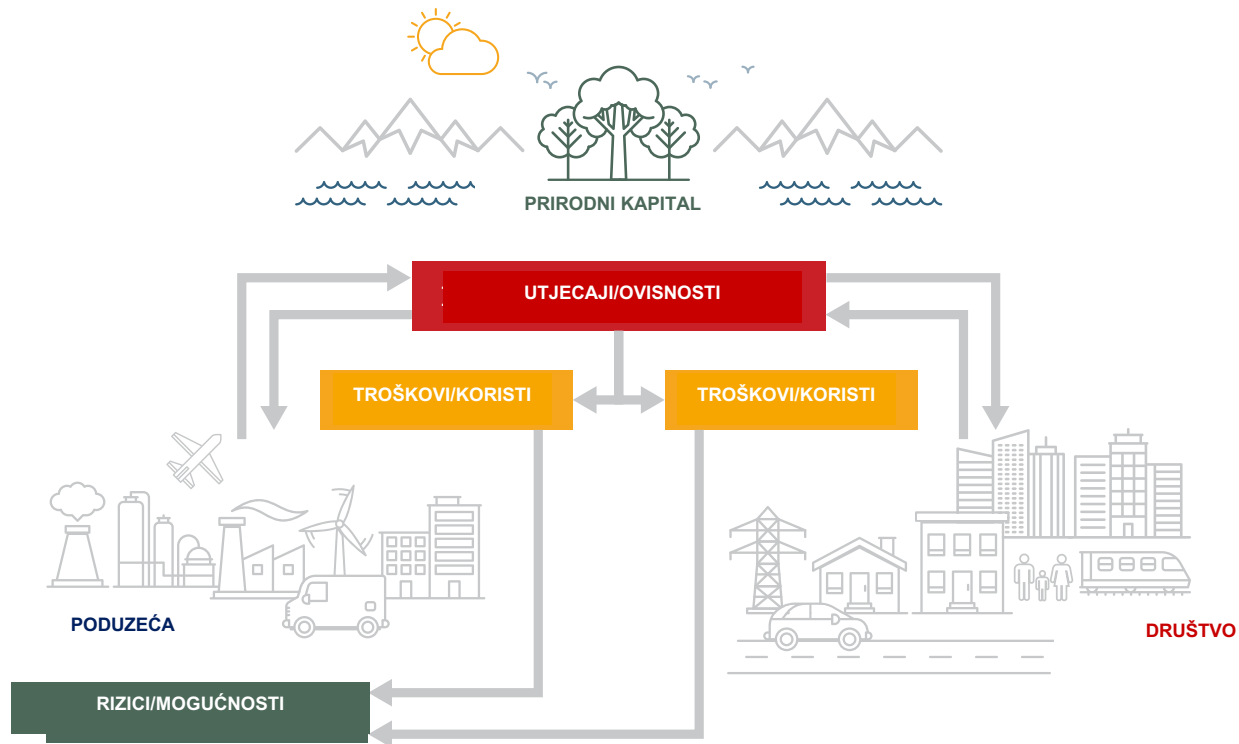 PRIRODNI KAPITAL
UTJECAJI/OVISNOSTI
TROŠKOVI/KORISTI
TROŠKOVI/KORISTI
PODUZEĆA
DRUŠTVO
RIZICI/MOGUĆNOSTI